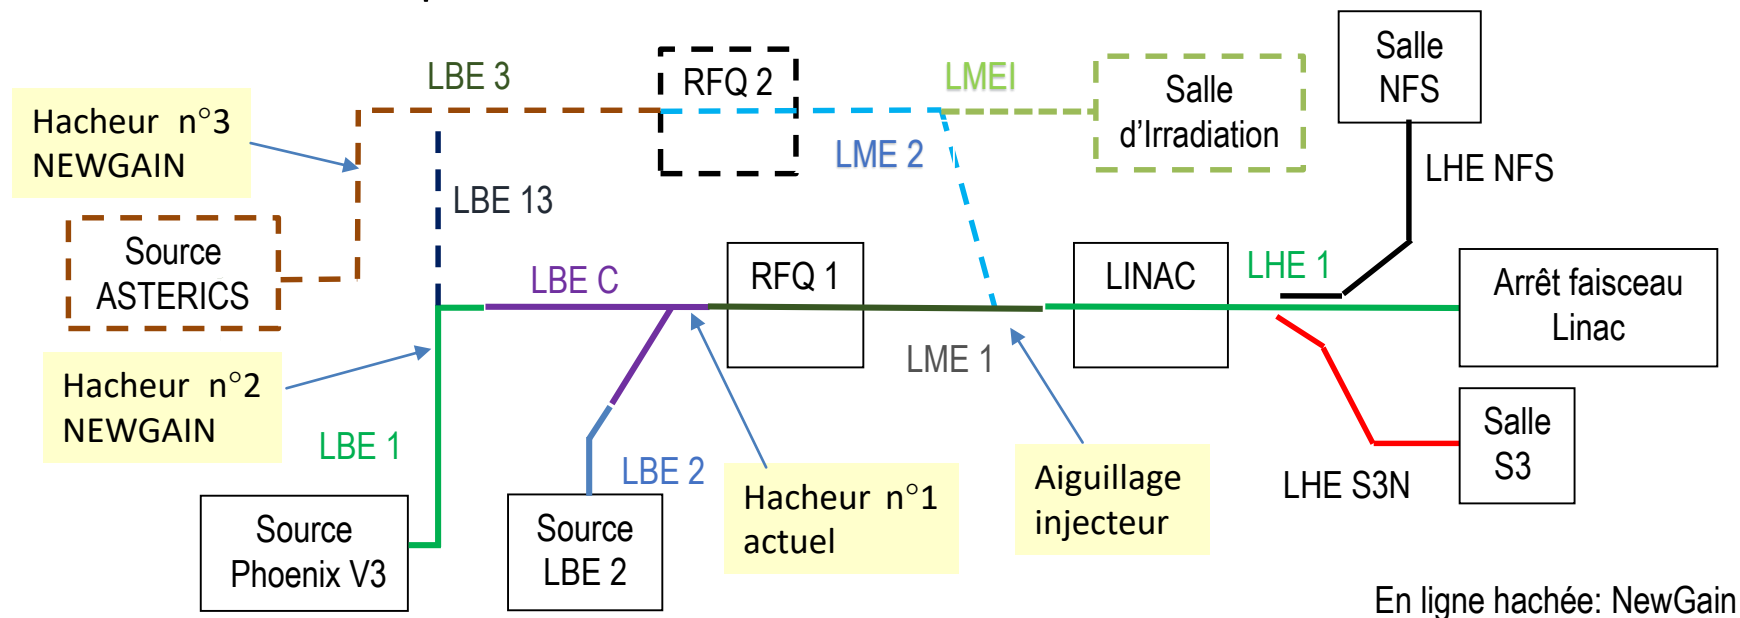 LBE 3
RFQ 2
LMEI
Salle
d'Irradiation
Salle
NFS
Hacheur n°3
NEWGAIN
LME 2
LHE NFS
LBE 13
Source
ASTERICS
LBE C
RFQ 1
LINAC
LHE 1
Arrêt faisceau
Linac
LME 1
Hacheur n°2
NEWGAIN
LBE 1
LBE 2
Hacheur n°1
actuel
Aiguillage
injecteur
LHE S3N
Salle
S3
Source
Phoenix V3
Source
LBE 2
En ligne hachée: NewGain